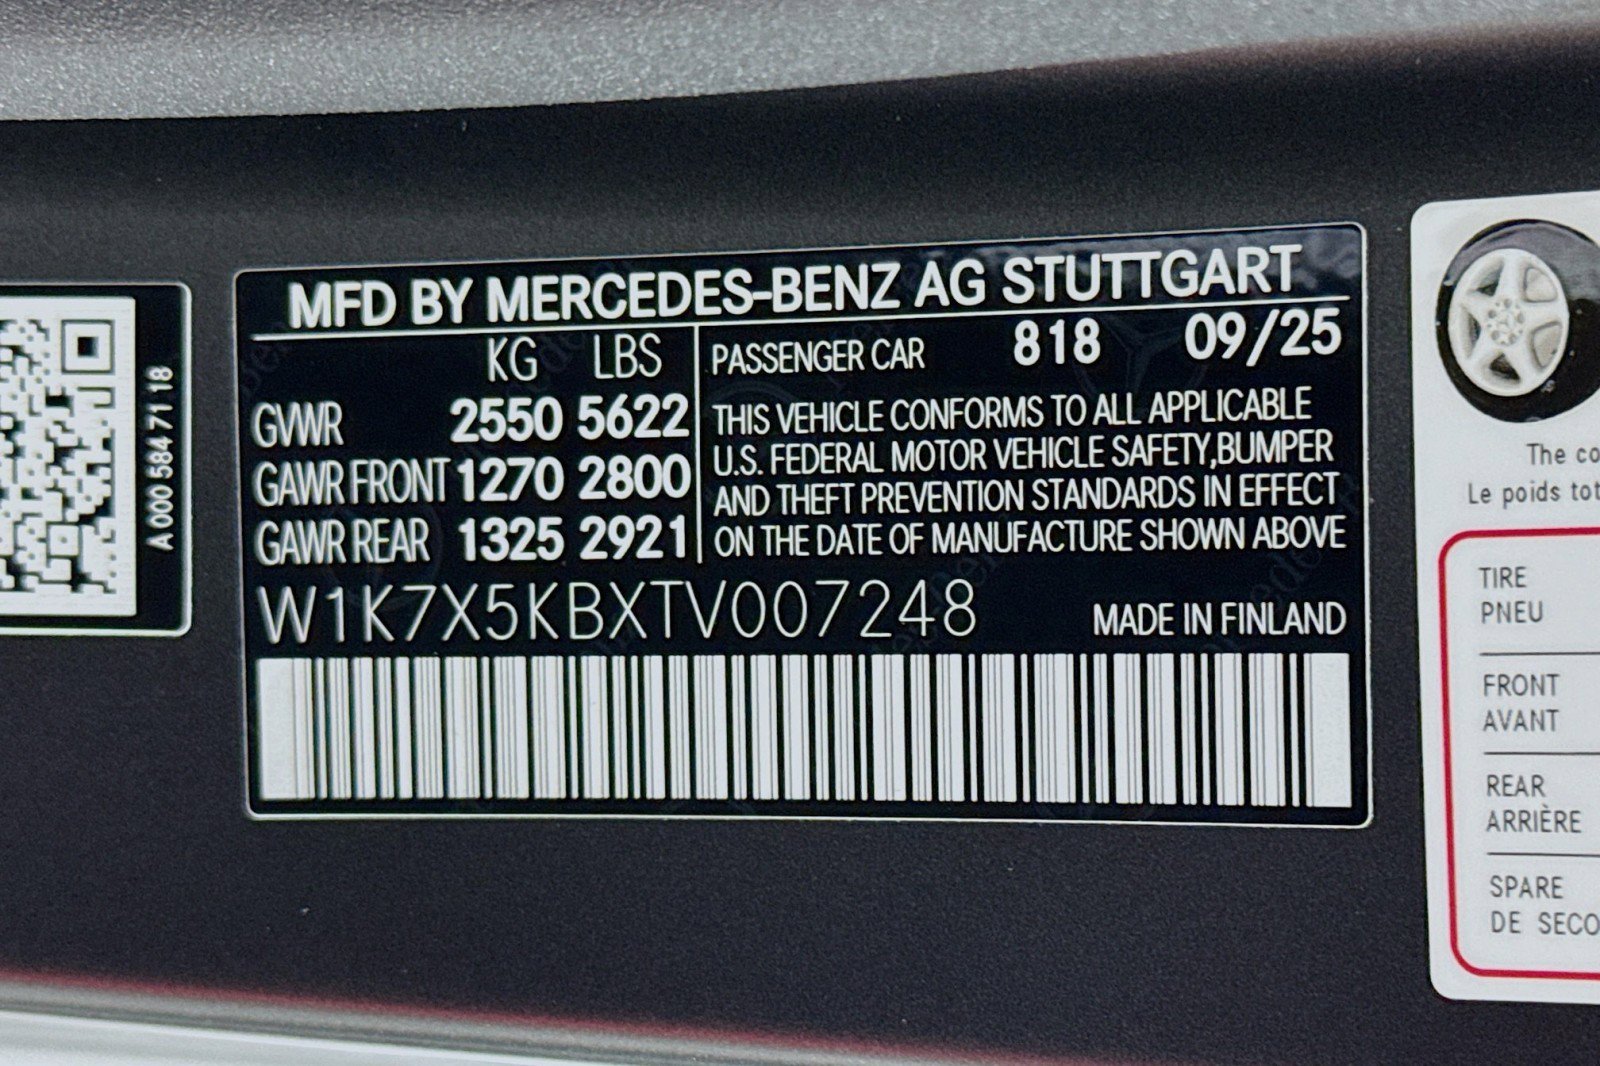 A 000 584 71 18
MFD BY MERCEDES-BENZ AG STUTTGART
KG LBS
GVWR 2550 5622
GAWR FRONT 1270 2800
GAWR REAR 1325 2921
PASSENGER CAR 818 09/25
THIS VEHICLE CONFORMS TO ALL APPLICABLE
U.S. FEDERAL MOTOR VEHICLE SAFETY,BUMPER
AND THEFT PREVENTION STANDARDS IN EFFECT
ON THE DATE OF MANUFACTURE SHOWN ABOVE
W1K7X5KBXTV007248 MADE IN FINLAND
The co
Le poids tot
TIRE
PNEU
FRONT
AVANT
REAR
ARRIÈRE
SPARE
DE SECO